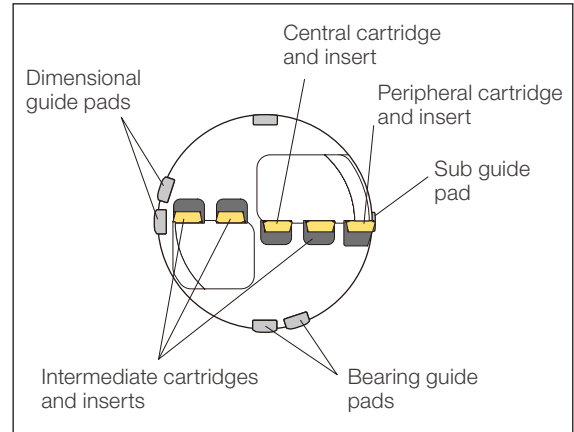 Central cartridge
and insert
Dimensional
guide pads
Peripheral cartridge
and insert
Sub guide
pad
Intermediate cartridges
and inserts
Bearing guide
pads